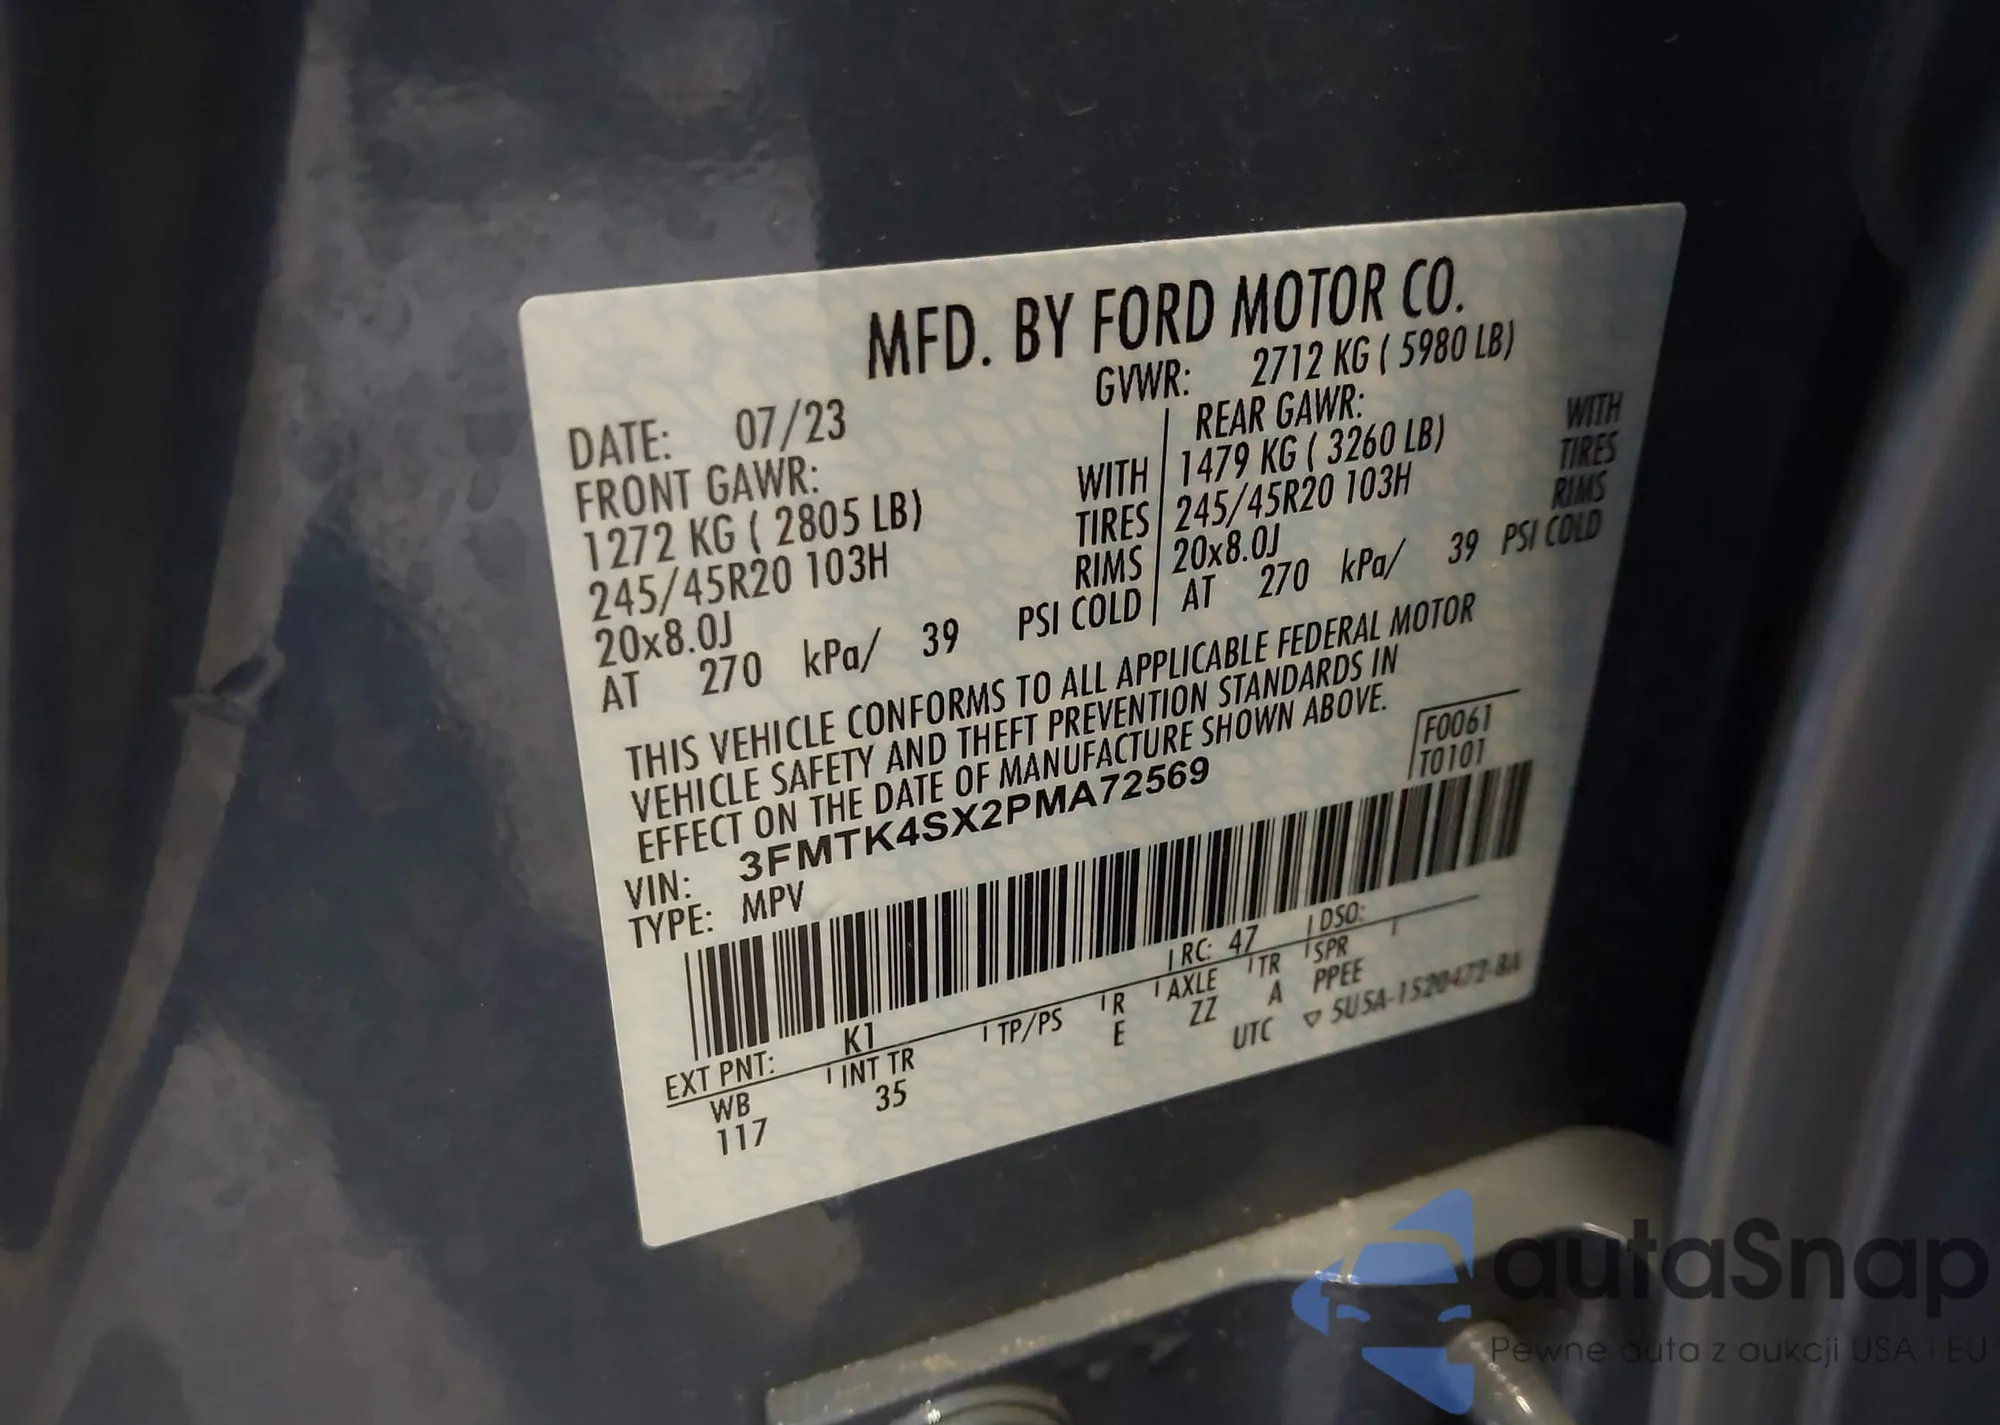 MFD. BY FORD MOTOR CO.
DATE: 07/23 GVWR: 2712 KG ( 5980 LB)
FRONT GAWR: REAR GAWR:
1272 KG ( 2805 LB) WITH 1479 KG ( 3260 LB) WITH
245/45R20 103H TIRES 245/45R20 103H TIRES
20x8.0J RIMS 20x8.0J RIMS
AT 270 kPa/ 39 PSI COLD AT 270 kPa/ 39 PSI COLD
THIS VEHICLE CONFORMS TO ALL APPLICABLE FEDERAL MOTOR
VEHICLE SAFETY AND THEFT PREVENTION STANDARDS IN
EFFECT ON THE DATE OF MANUFACTURE SHOWN ABOVE.
F0061
T0101
VIN: 3FMTK4SX2PMA72569
TYPE: MPV
EXT PNT: K1 RC: 47 DSO:
WB INT TR TP/PS R AXLE TR SPR
117 35 E ZZ A PPEE
UTC ▽ 5U5A-1520472-BA
autaSnap
Pewne auta z aukcji USA i EU